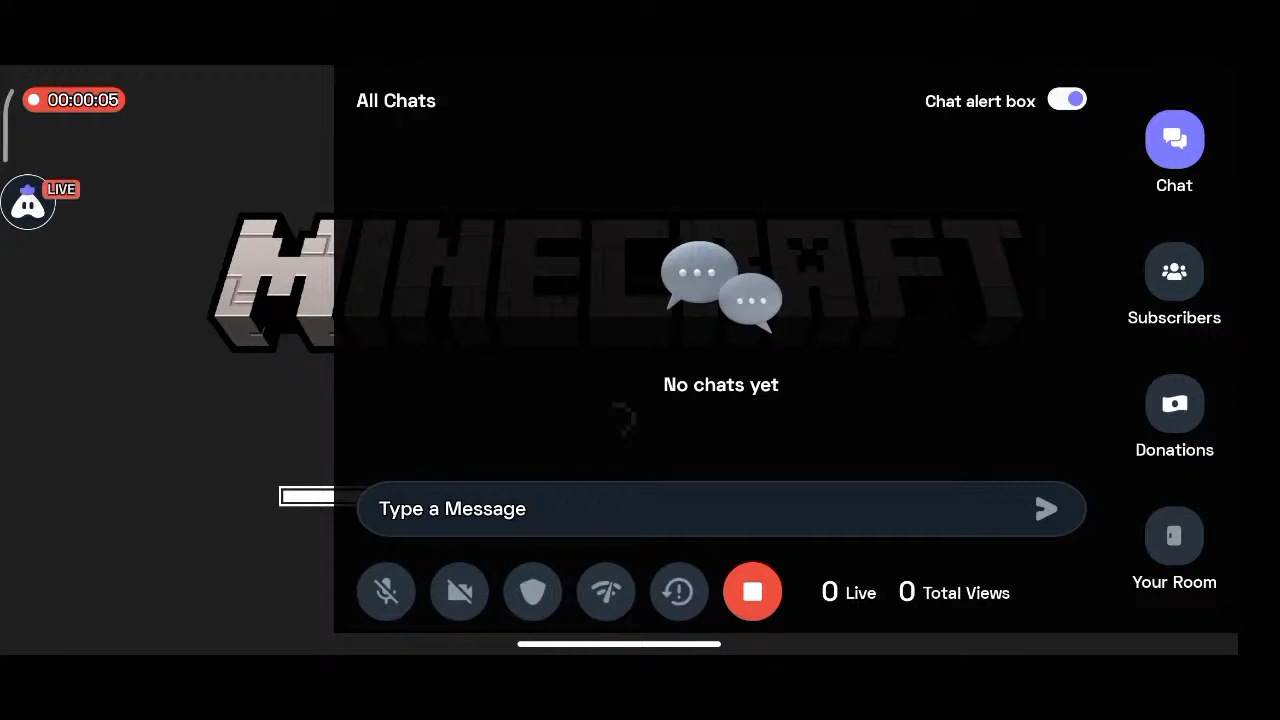 00:00:05
All Chats
Chat alert box
Chat
LIVE
MINECRAFT
Subscribers
No chats yet
Donations
Type a Message
Your Room
0 Live
0 Total Views